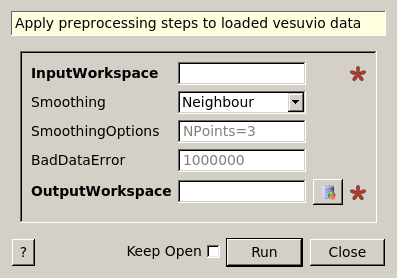 Apply preprocessing steps to loaded vesuvio data
InputWorkspace
Smoothing Neighbour
SmoothingOptions NPoints=3
BadDataError 1000000
OutputWorkspace
? Keep Open Run Close